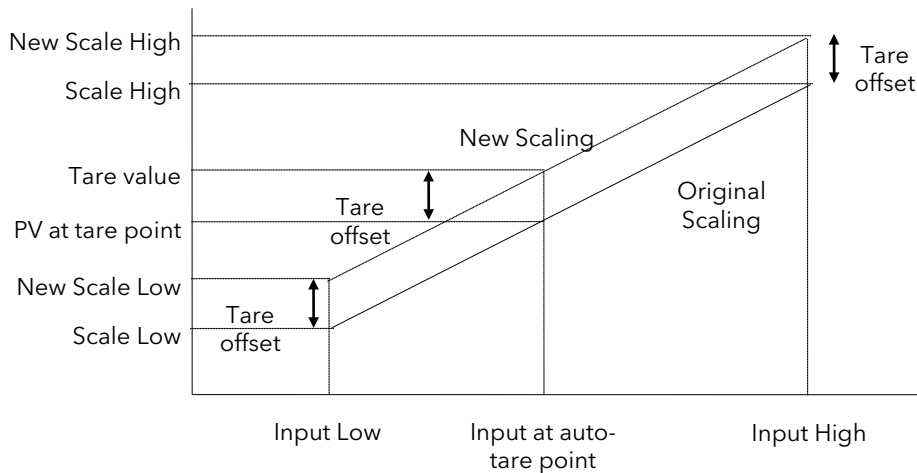 New Scale High
Scale High
Tare
offset
New Scaling
Tare value
Tare
offset
Original
Scaling
PV at tare point
New Scale Low
Tare
offset
Scale Low
Input Low
Input at auto-
tare point
Input High